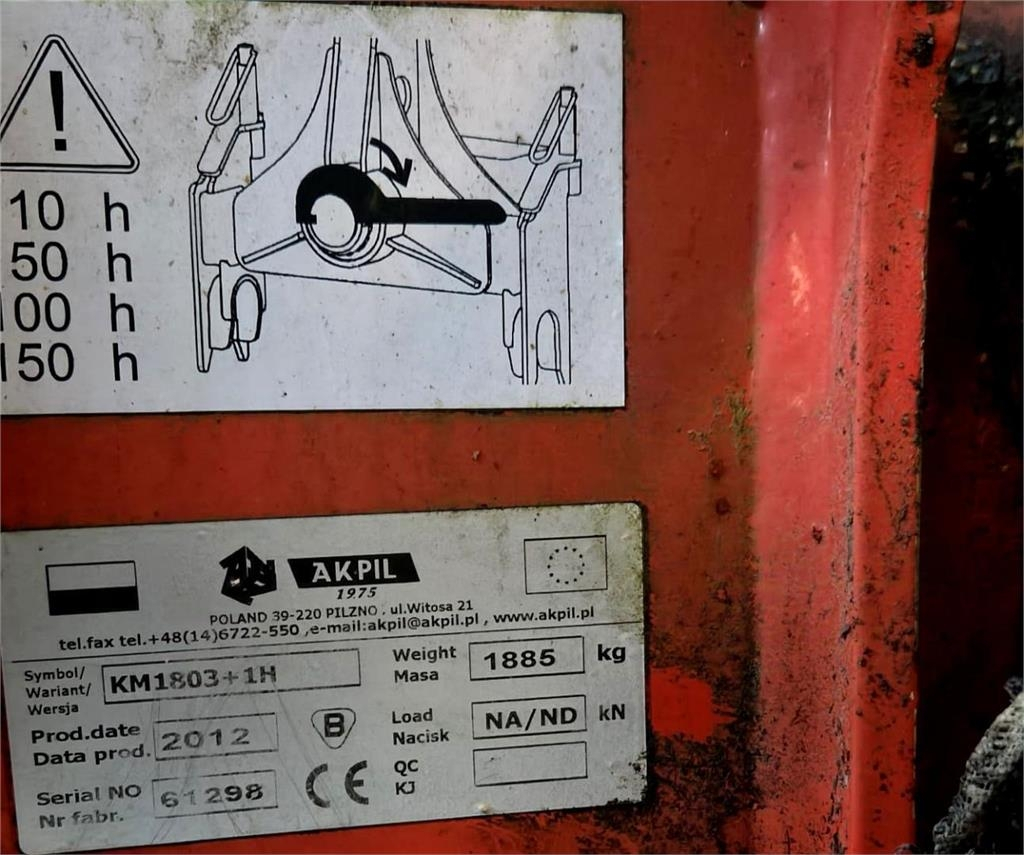 !
10 h
50 h
100 h
150 h
AKPIL
1975
POLAND 39-220 PILZNO . ul.Witosa 21
tel.fax tel.+48(14)6722-550 ,e-mail:akpil@akpil.pl , www.akpil.pl
Symbol/
Wariant/
Wersja
KM1803+1H
Weight
Masa
1885 kg
Prod.date
Data prod.
2012
B
Load
Nacisk
NA/ND kN
Serial NO
Nr fabr.
61298
CE
QC
KJ